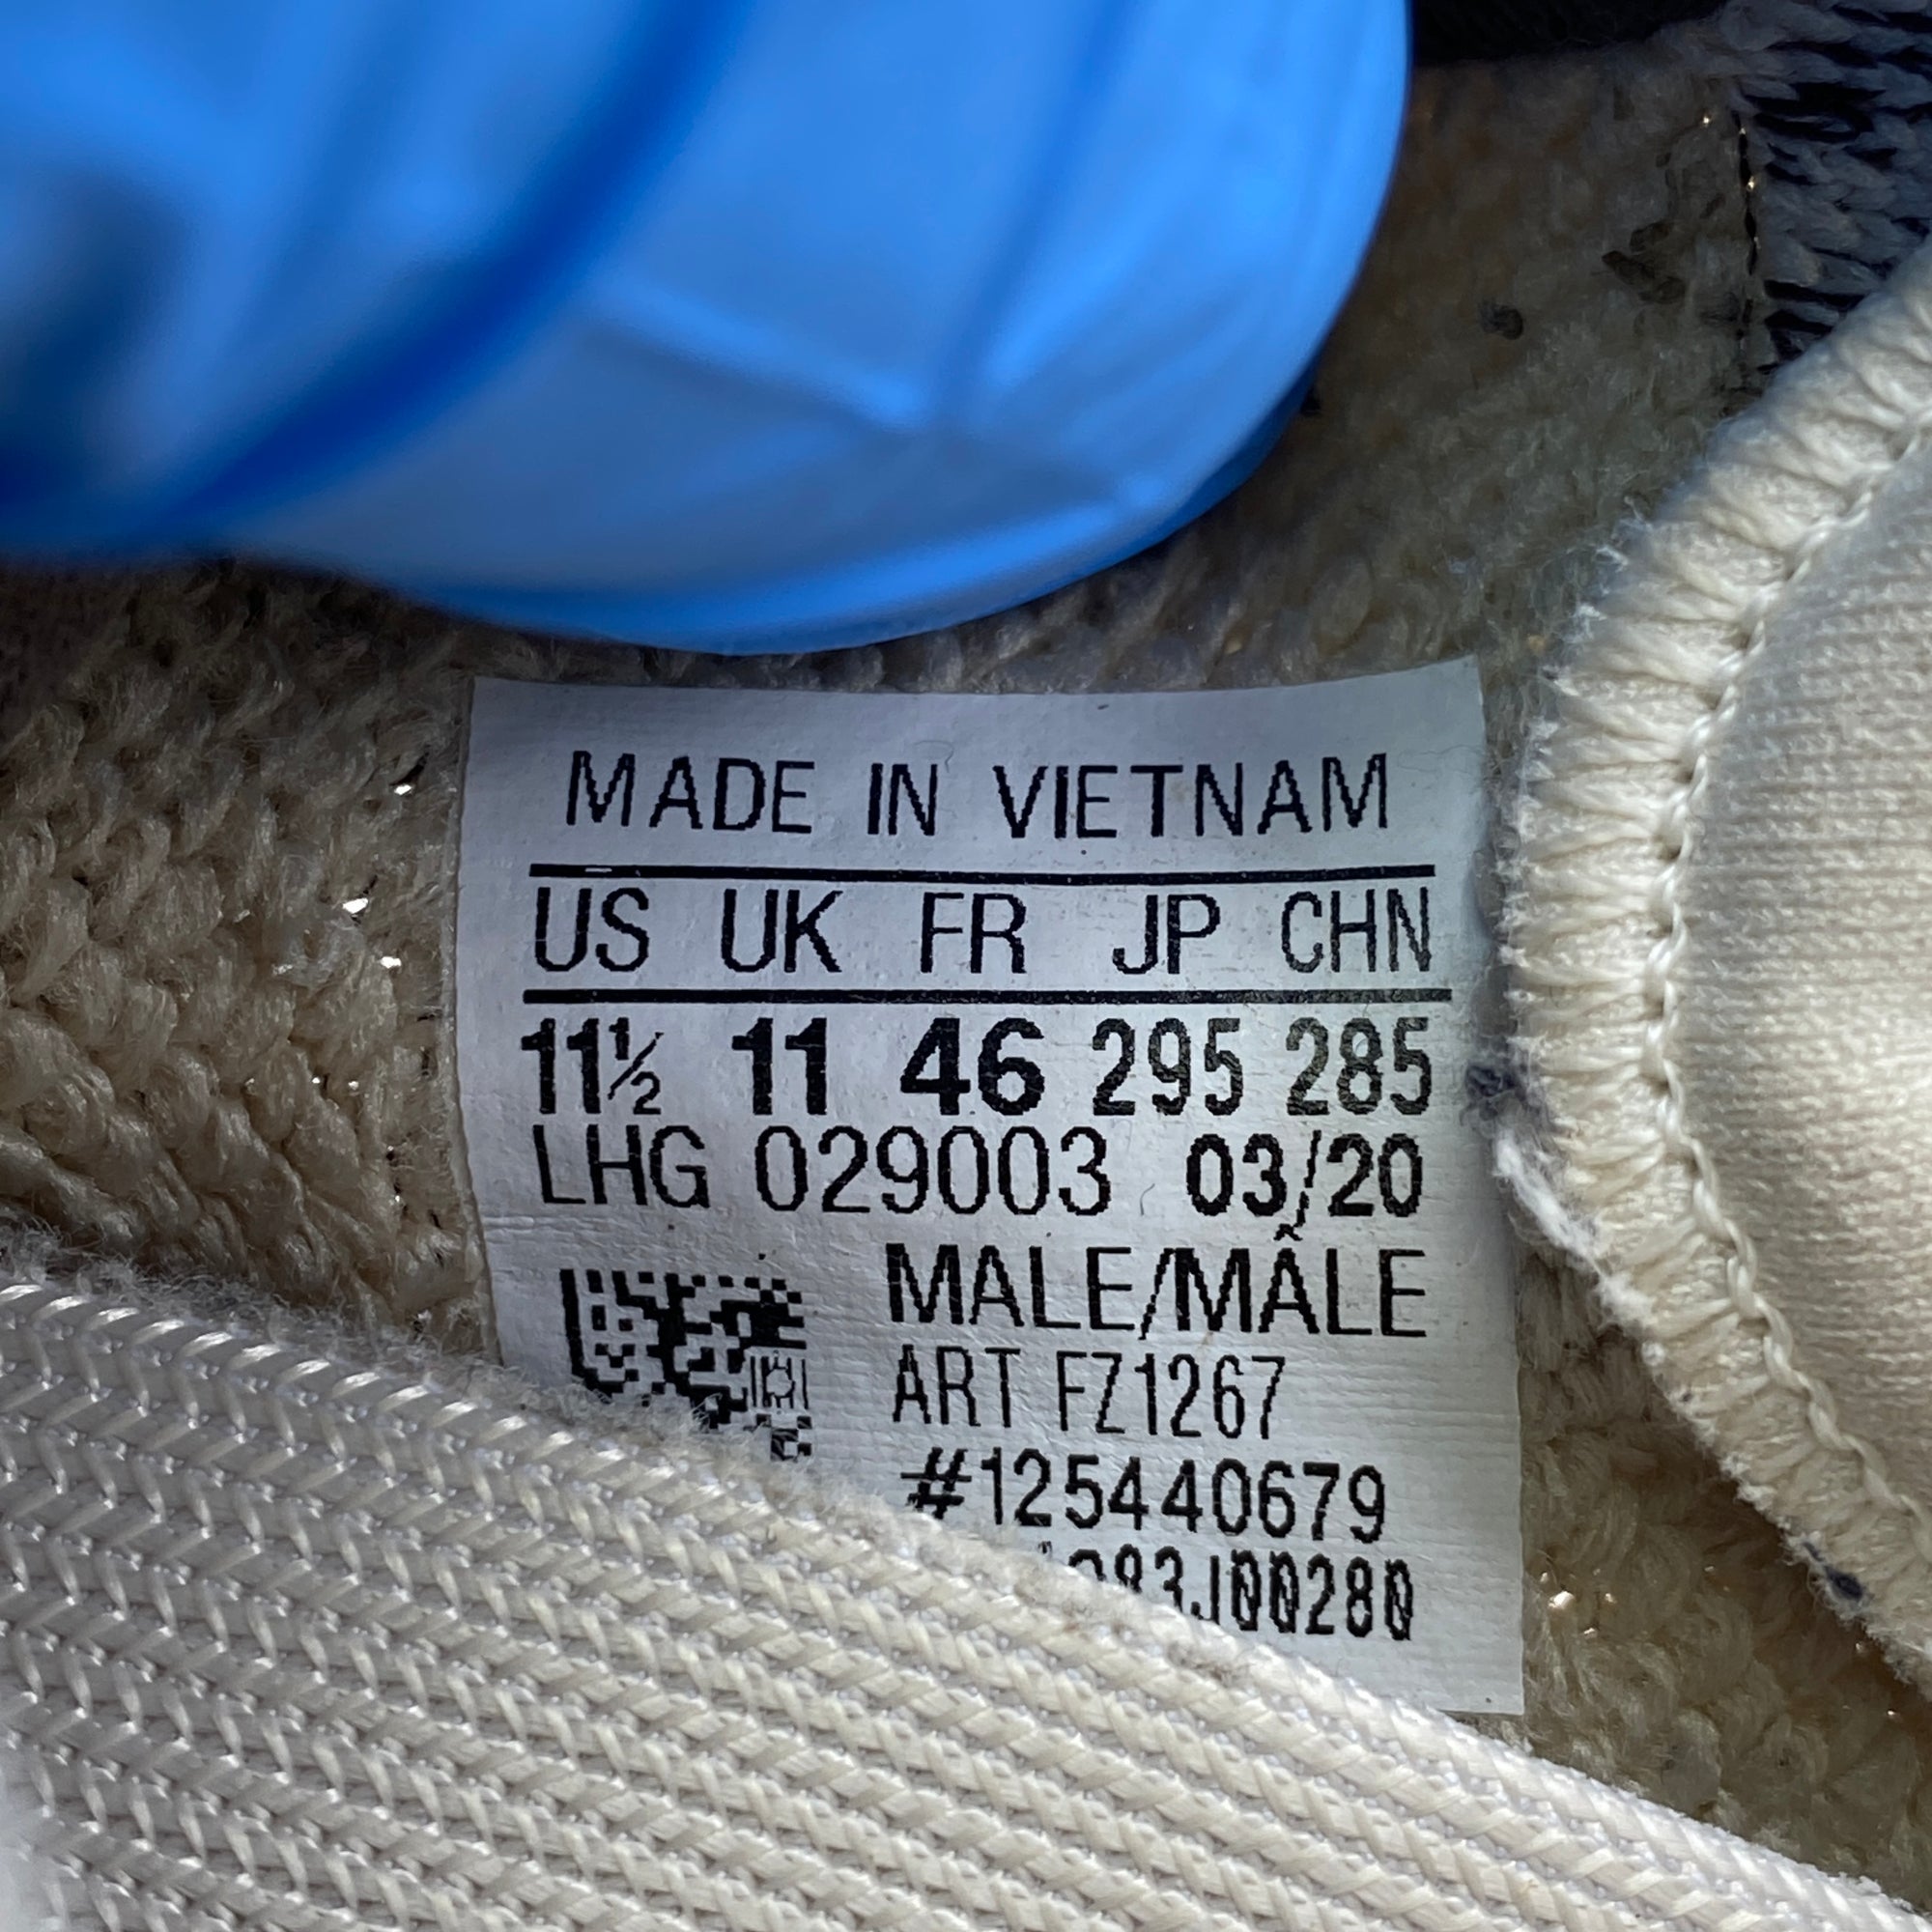 MADE IN VIETNAM
US UK FR JP CHN
11½ 11 46 295 285
LHG 029003 03/20
MALE/MÂLE
ART FZ1267
#125440679